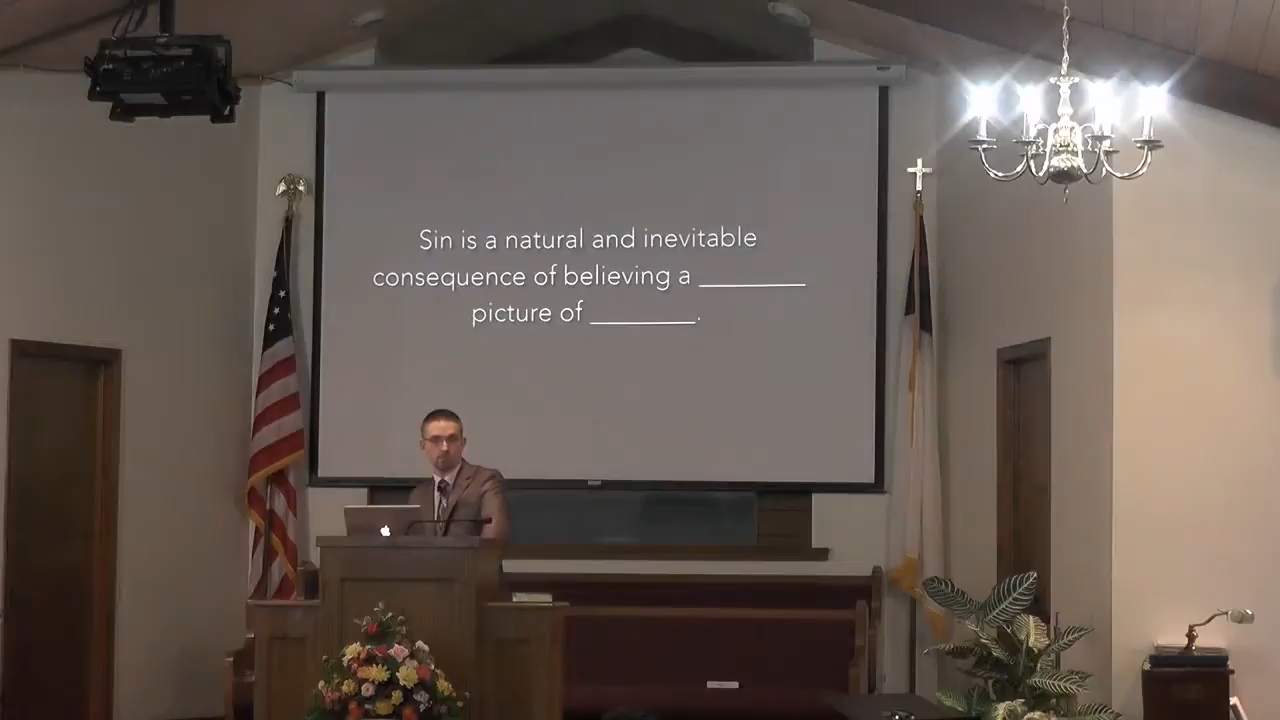 Sin is a natural and inevitable
consequence of believing a ________
picture of ________.